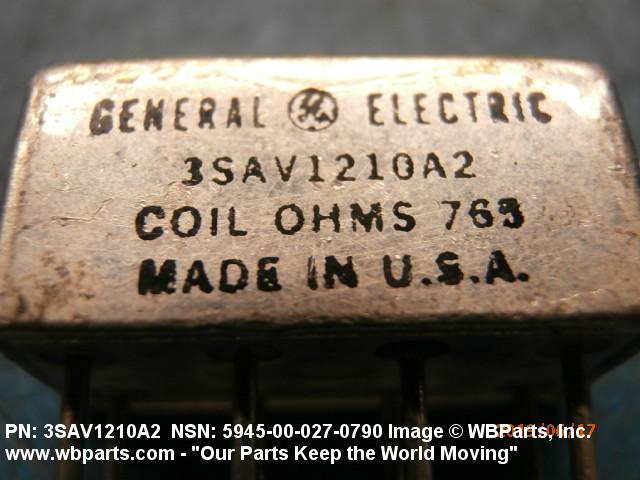 GENERAL GE ELECTRIC
3SAV1210A2
COIL OHMS
MADE IN U.S.A.
PN: 3SAV1210A2 NSN: 5945-00-027-0790 Image © WBParts, Inc.
www.wbparts.com - "Our Parts Keep the World Moving"